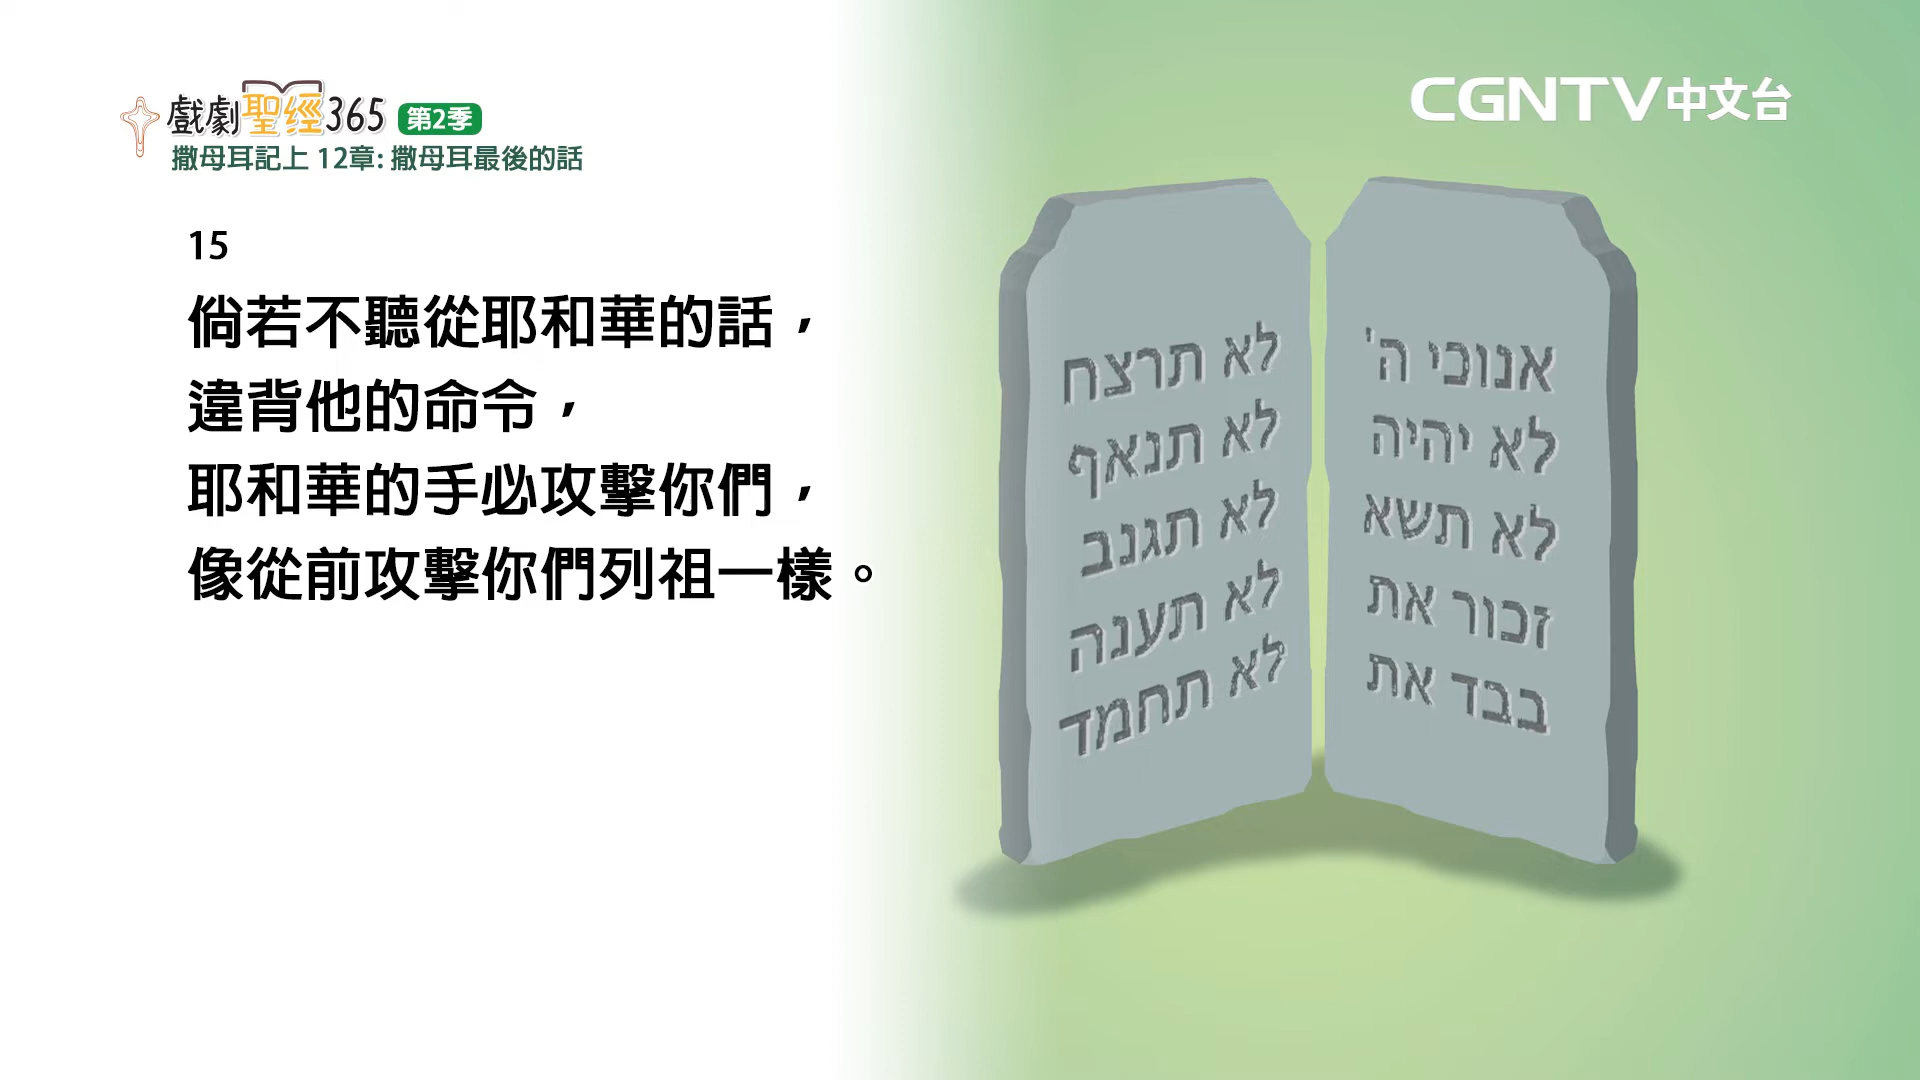 戲劇聖經365 第2季
撒母耳記上 12章: 撒母耳最後的話
CGNTV中文台
15
倘若不聽從耶和華的話，
違背他的命令，
耶和華的手必攻擊你們，
像從前攻擊你們列祖一樣。
אנוכי ה'
לא יהיה
לא תשא
זכור את
בבד את
לא תרצח
לא תנאף
לא תגנב
לא תענה
לא תחמד